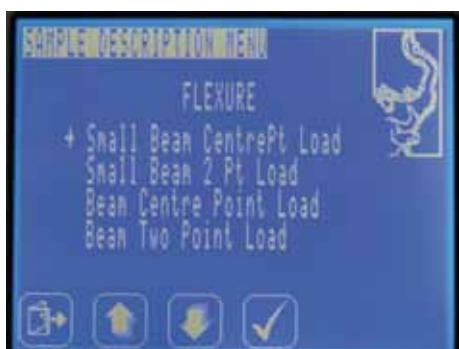 SAMPLE DESCRIPTION MENU
FLEXURE
Small Beam CentrePt Load
Small Beam 2 Pt Load
Beam Centre Point Load
Beam Two Point Load